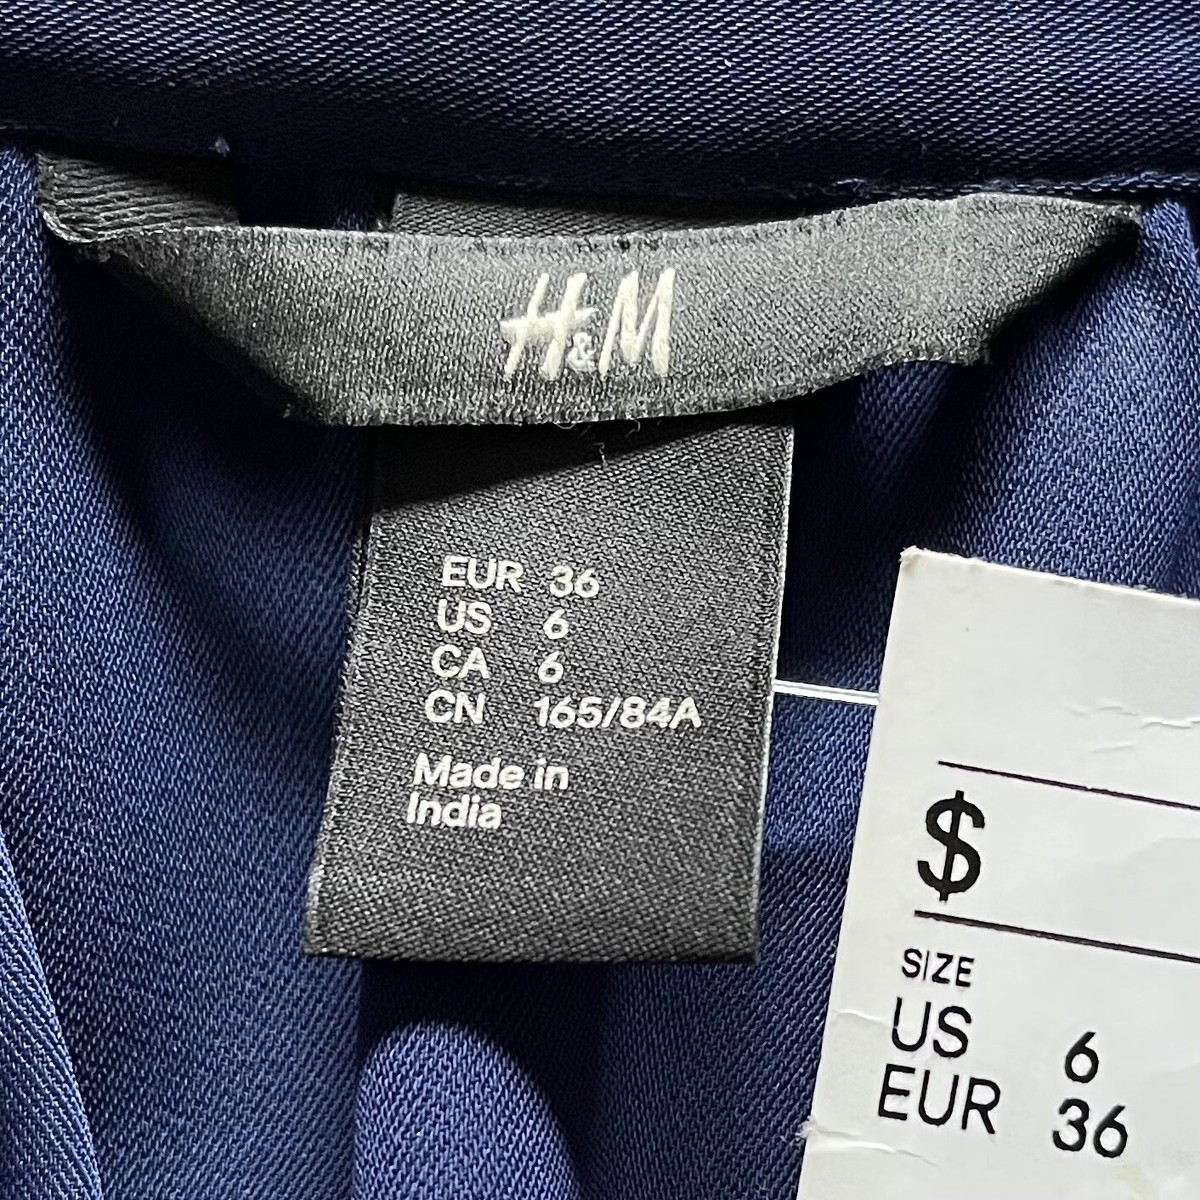 H&M
EUR 36
US 6
CA 6
CN 165/84A
Made in
India
$
SIZE
US 6
EUR 36